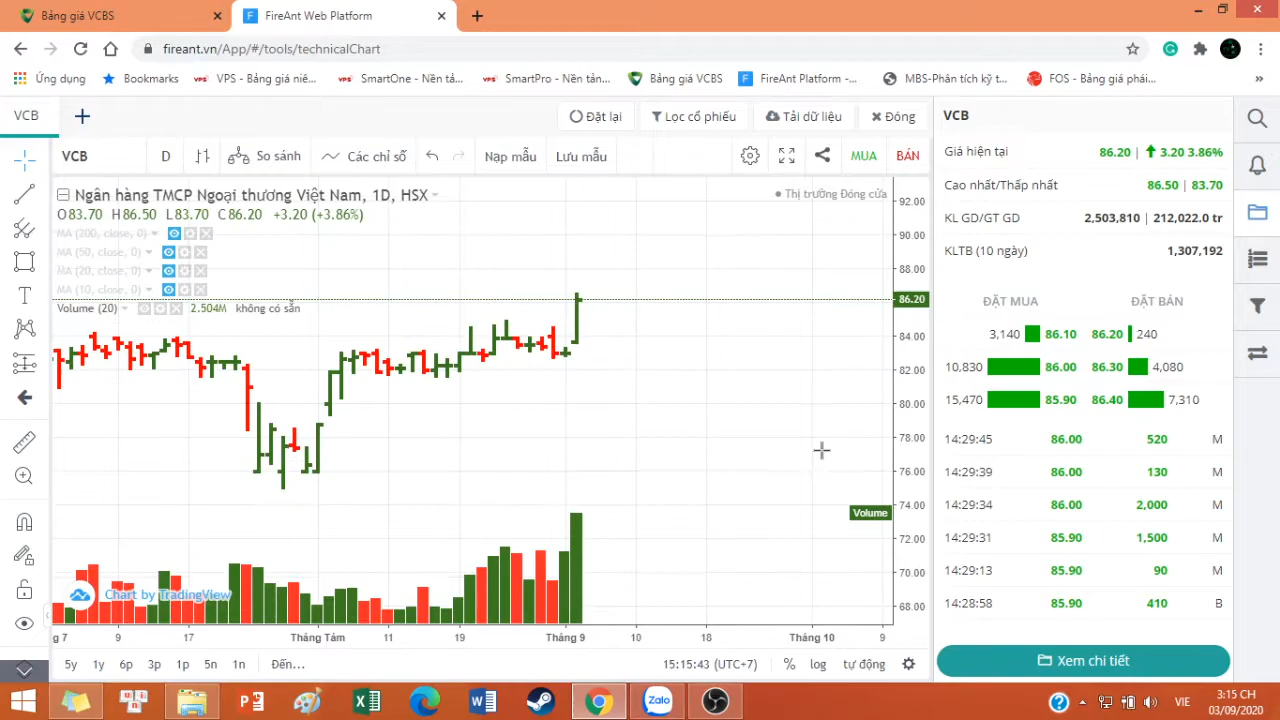 Bảng giá VCBS
FireAnt Web Platform
fireant.vn/App/#/tools/technicalChart
Ứng dụng
Bookmarks
VPS - Bảng giá niê...
SmartOne - Nền tả...
SmartPro - Nền tản...
Bảng giá VCBS
FireAnt Platform -...
MBS-Phân tích kỹ t...
FOS - Bảng giá phái...
»
VCB
Đặt lại
Lọc cổ phiếu
Tải dữ liệu
Đóng
VCB
D
So sánh
Các chỉ số
Nạp mẫu
Lưu mẫu
MUA
BÁN
Ngân hàng TMCP Ngoại thương Việt Nam, 1D, HSX
Thị trường Đóng cửa
O83.70 H86.50 L83.70 C86.20 +3.20 (+3.86%)
MA (200, close, 0)
MA (50, close, 0)
MA (20, close, 0)
MA (10, close, 0)
Volume (20) 2.504M không có sẵn
92.00
90.00
88.00
86.20
84.00
82.00
80.00
78.00
76.00
74.00
Volume
72.00
70.00
68.00
Chart by TradingView
g 7
9
17
Tháng Tám
11
19
Tháng 9
10
18
Tháng 10
9
5y 1y 6p 3p 1p 5n 1n Đến...
15:15:43 (UTC+7)
% log tự động
VCB
Giá hiện tại 86.20 | 3.20 3.86%
Cao nhất/Thấp nhất 86.50 | 83.70
KL GD/GT GD 2,503,810 | 212,022.0 tr
KLTB (10 ngày) 1,307,192
ĐẶT MUA ĐẶT BÁN
3,140 86.10 86.20 240
10,830 86.00 86.30 4,080
15,470 85.90 86.40 7,310
14:29:45 86.00 520 M
14:29:39 86.00 130 M
14:29:34 86.00 2,000 M
14:29:31 85.90 1,500 M
14:29:13 85.90 90 M
14:28:58 85.90 410 B
Xem chi tiết
Zalo
VIE
3:15 CH
03/09/2020